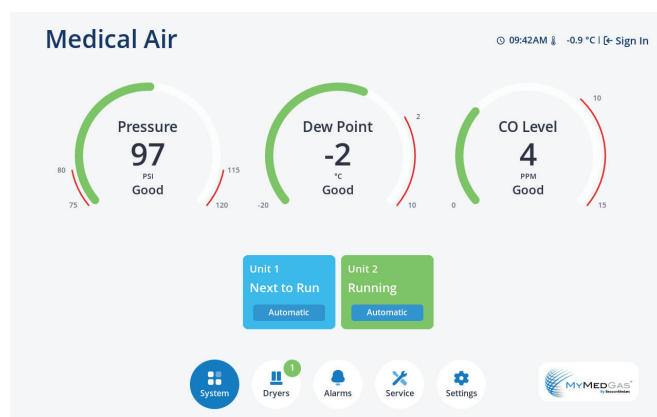 Medical Air
09:42AM -0.9 °C | Sign In
Pressure
97
PSI
Good
80
115
75
120
Dew Point
-2
°C
Good
2
-20
10
CO Level
4
PPM
Good
10
0
15
Unit 1
Next to Run
Automatic
Unit 2
Running
Automatic
System
1
Dryers
Alarms
Service
Settings
MYMEDGAS
By BeaconMedaes